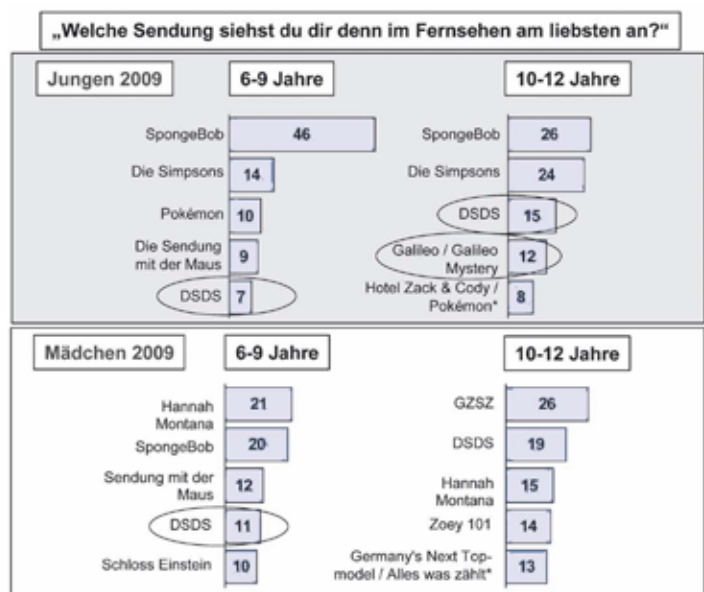 „Welche Sendung siehst du dir denn im Fernsehen am liebsten an?“
Jungen 2009
6-9 Jahre
SpongeBob 46
Die Simpsons 14
Pokémon 10
Die Sendung
mit der Maus 9
DSDS 7
10-12 Jahre
SpongeBob 26
Die Simpsons 24
DSDS 15
Galileo / Galileo
Mystery 12
Hotel Zack & Cody /
Pokémon* 8
Mädchen 2009
6-9 Jahre
Hannah
Montana 21
SpongeBob 20
Sendung mit der
Maus 12
DSDS 11
Schloss Einstein 10
10-12 Jahre
GZSZ 26
DSDS 19
Hannah
Montana 15
Zoey 101 14
Germany's Next Top-
model / Alles was zählt* 13